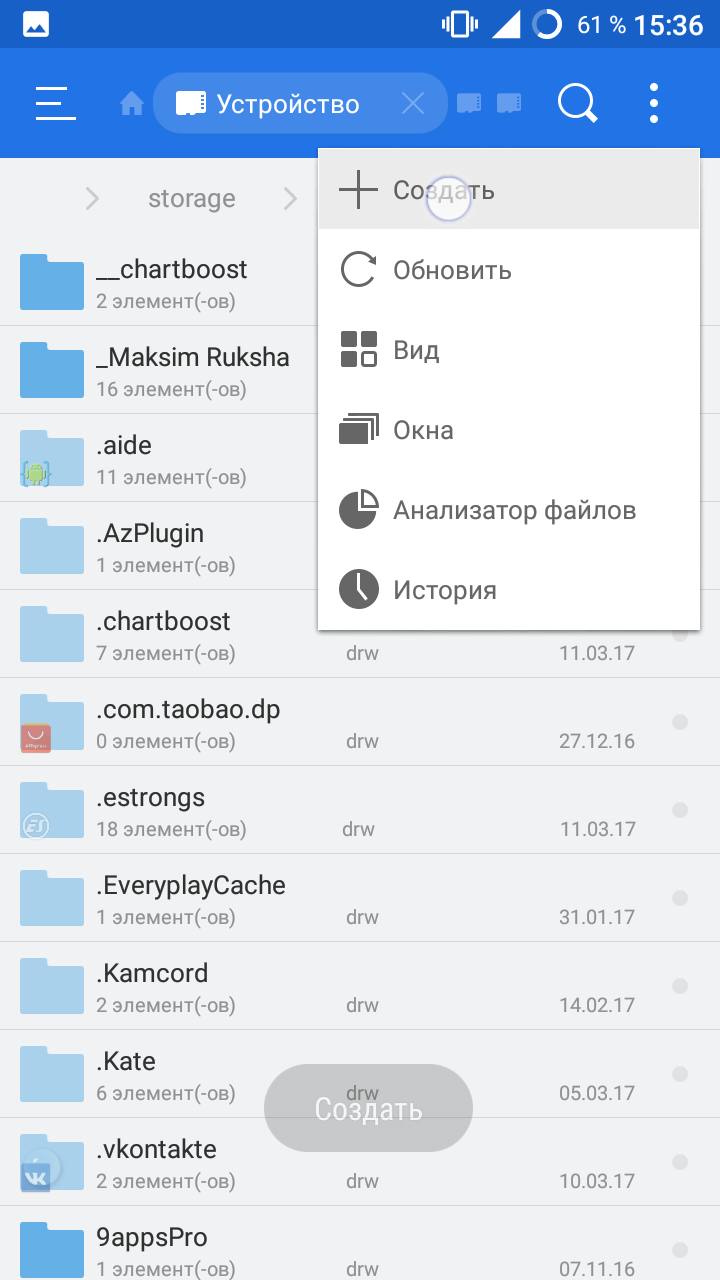 61 % 15:36
Устройство
storage
Создать
Обновить
Вид
Окна
Анализатор файлов
История
__chartboost
2 элемент(-ов)
_Maksim Ruksha
16 элемент(-ов)
.aide
11 элемент(-ов)
.AzPlugin
1 элемент(-ов)
.chartboost
7 элемент(-ов) drw 11.03.17
.com.taobao.dp
0 элемент(-ов) drw 27.12.16
.estrongs
18 элемент(-ов) drw 11.03.17
.EveryplayCache
1 элемент(-ов) drw 31.01.17
.Kamcord
2 элемент(-ов) drw 14.02.17
.Kate
6 элемент(-ов) drw 05.03.17
Создать
.vkontakte
2 элемент(-ов) drw 10.03.17
9appsPro
1 элемент(-ов) drw 07.11.16